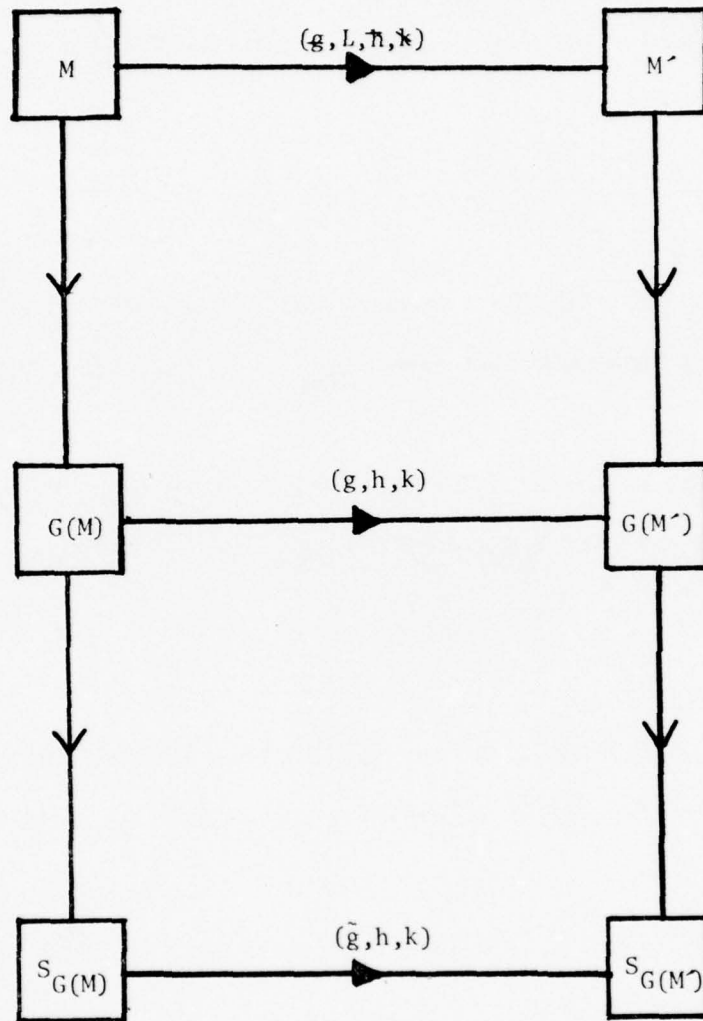 (g̶,L,ħ,k̶)
M M´
(g,h,k)
G(M) G(M´)
(g̃,h,k)
S_G(M) S_G(M´)